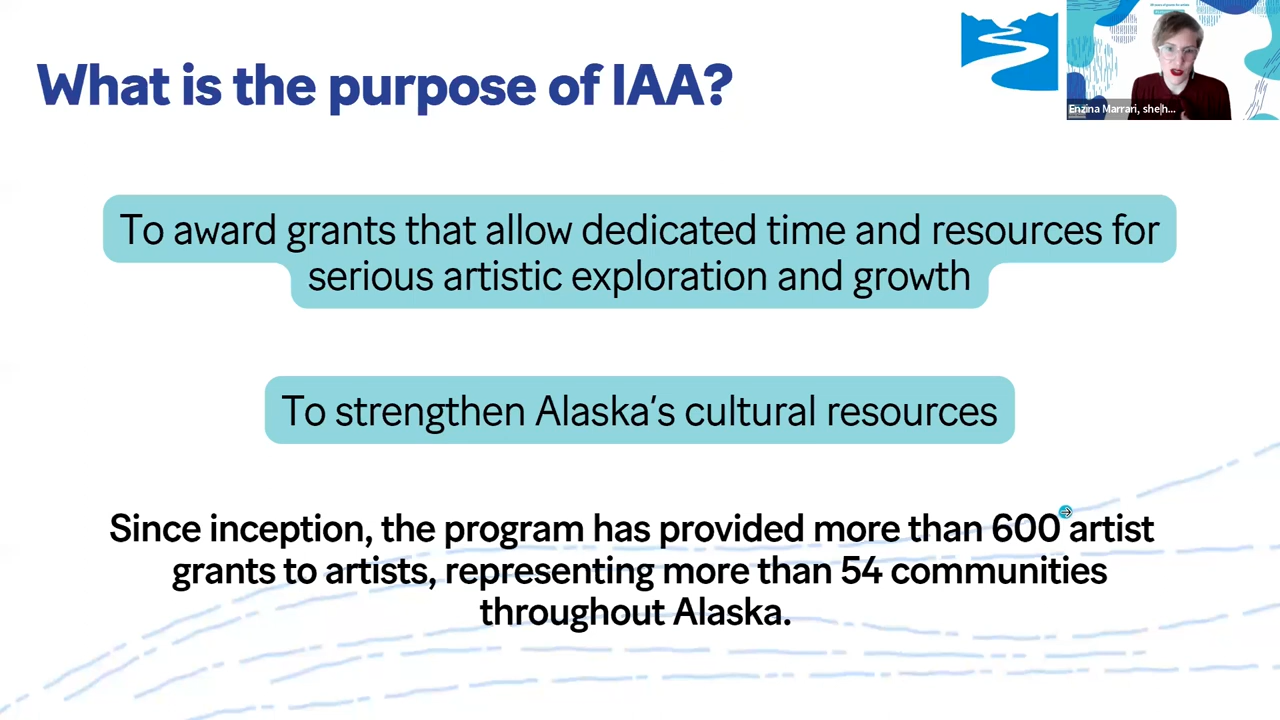 What is the purpose of IAA?
Enzina Marrari, she|h...
To award grants that allow dedicated time and resources for
serious artistic exploration and growth
To strengthen Alaska's cultural resources
Since inception, the program has provided more than 600 artist
grants to artists, representing more than 54 communities
throughout Alaska.